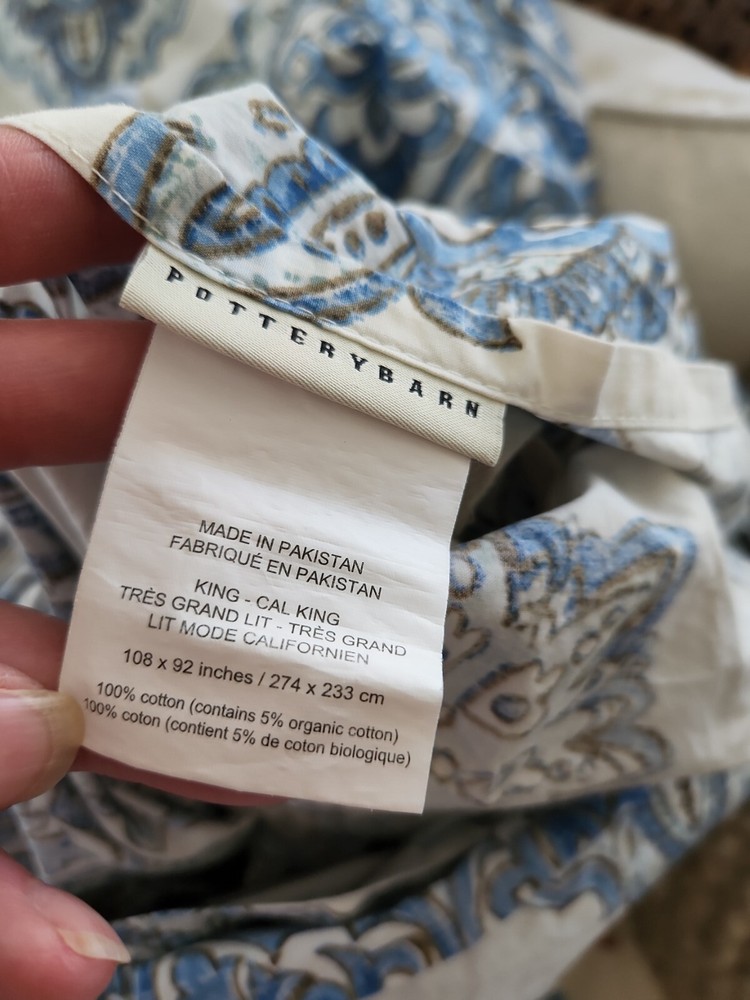 POTTERYBARN
MADE IN PAKISTAN
FABRIQUÉ EN PAKISTAN
KING - CAL KING
TRÈS GRAND LIT - TRÈS GRAND
LIT MODE CALIFORNIEN
108 x 92 inches / 274 x 233 cm
100% cotton (contains 5% organic cotton)
100% coton (contient 5% de coton biologique)